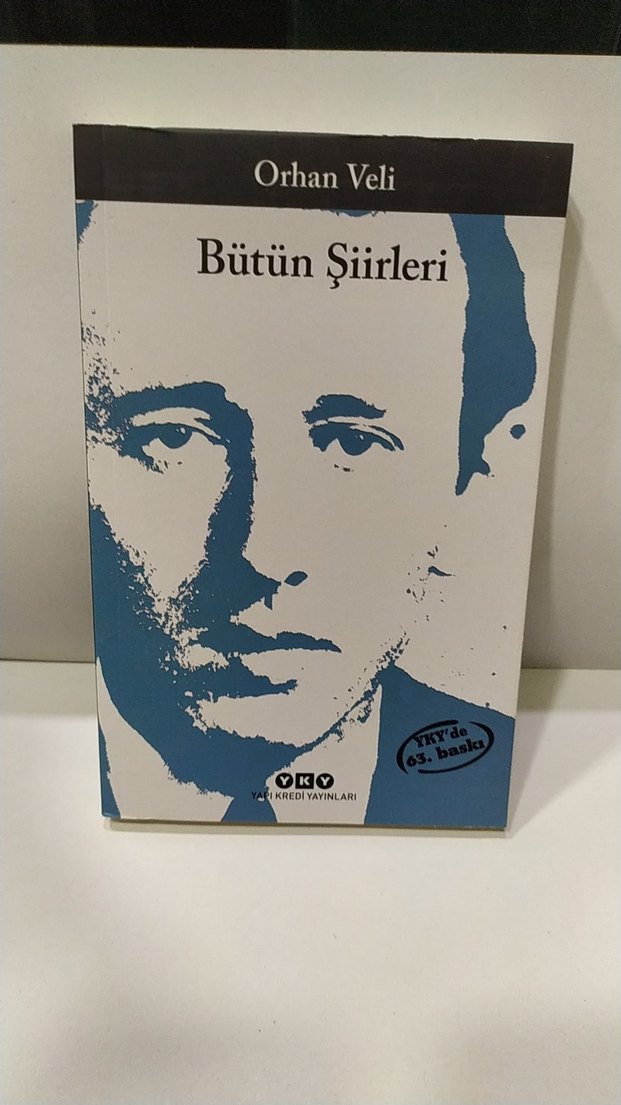 Orhan Veli
Bütün Şiirleri
YKY'de
63. baskı
YKY
YAPI KREDİ YAYINLARI